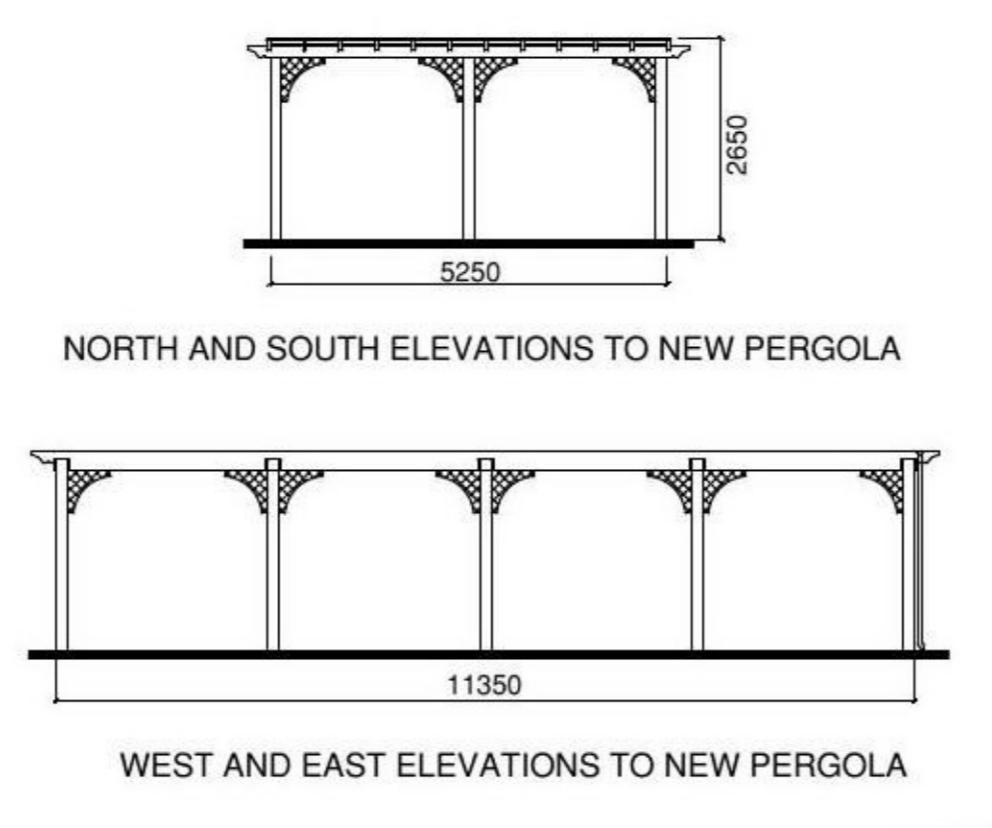 2650
5250
NORTH AND SOUTH ELEVATIONS TO NEW PERGOLA
11350
WEST AND EAST ELEVATIONS TO NEW PERGOLA